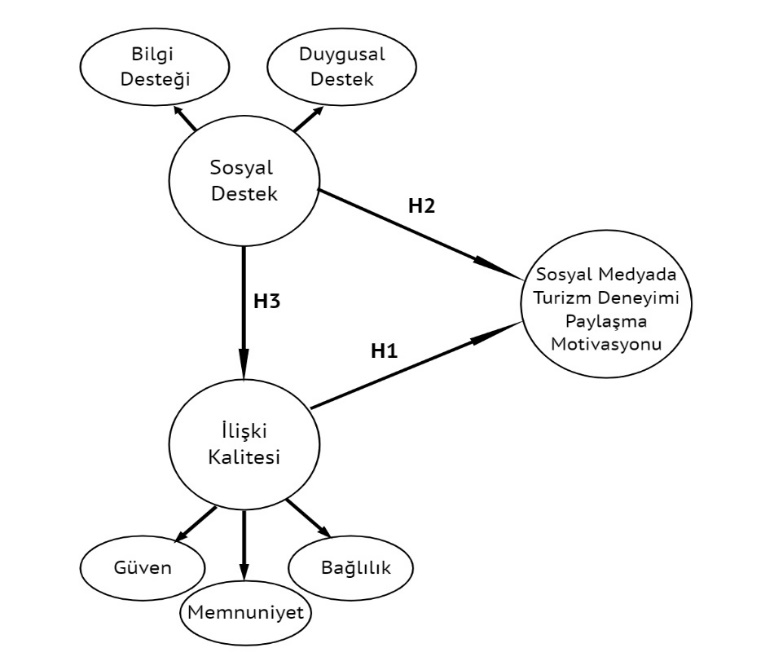 Bilgi
Desteği
Duygusal
Destek
Sosyal
Destek
H2
Sosyal Medyada
Turizm Deneyimi
Paylaşma
Motivasyonu
H3
H1
İlişki
Kalitesi
Güven
Bağlılık
Memnuniyet